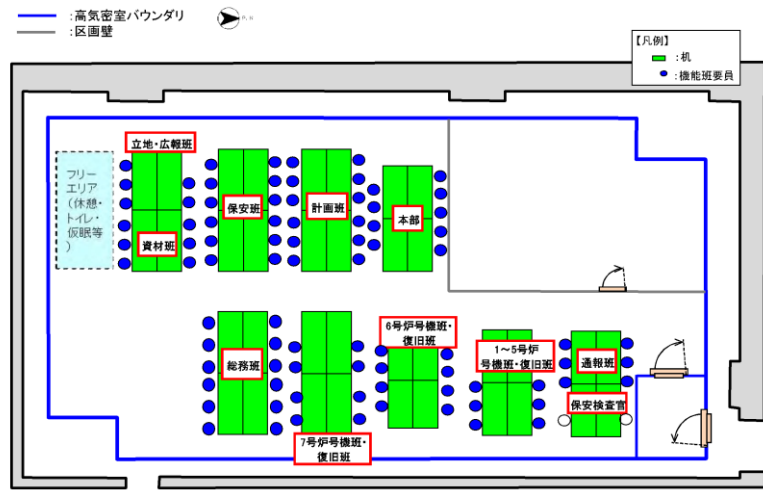 :高気密室バウンダリ
:区画壁
P.N
【凡例】
:机
:機能班要員
立地・広報班
フリー
エリア
(休憩・
トイレ・
仮眠等
)
資材班
保安班
計画班
本部
総務班
7号炉号機班・
復旧班
6号炉号機班・
復旧班
1～5号炉
号機班・復旧班
通報班
保安検査官